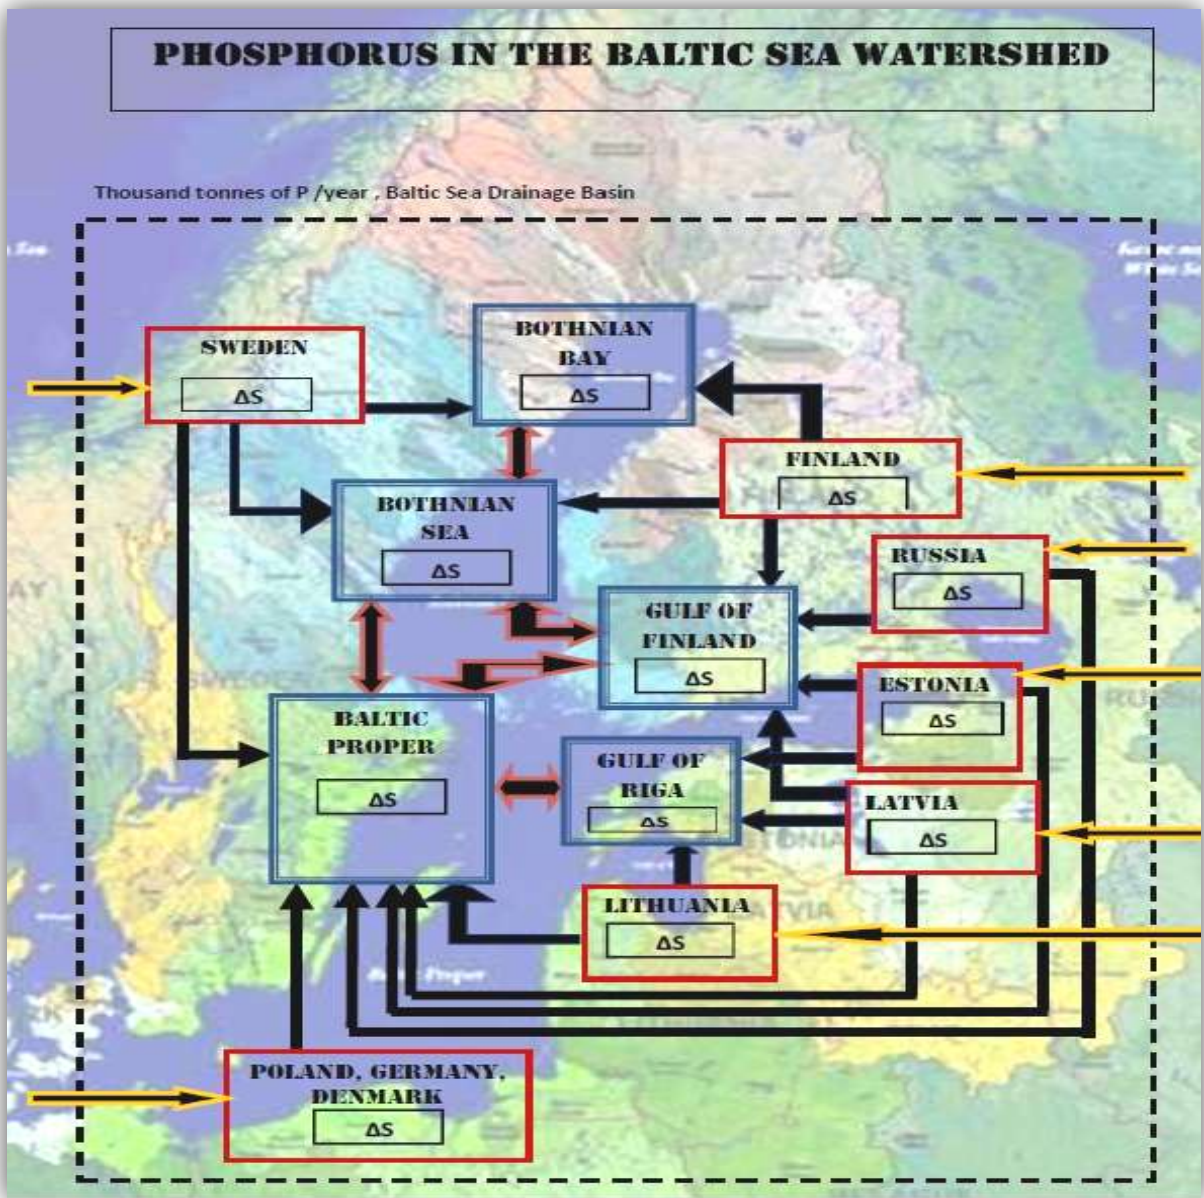 PHOSPHORUS IN THE BALTIC SEA WATERSHED
Thousand tonnes of P /year , Baltic Sea Drainage Basin
SWEDEN
ΔS
BOTHNIAN
BAY
ΔS
FINLAND
ΔS
BOTHNIAN
SEA
ΔS
RUSSIA
ΔS
GULF OF
FINLAND
ΔS
ESTONIA
ΔS
BALTIC
PROPER
ΔS
GULF OF
RIGA
ΔS
LATVIA
ΔS
LITHUANIA
ΔS
Proper
POLAND, GERMANY,
DENMARK
ΔS